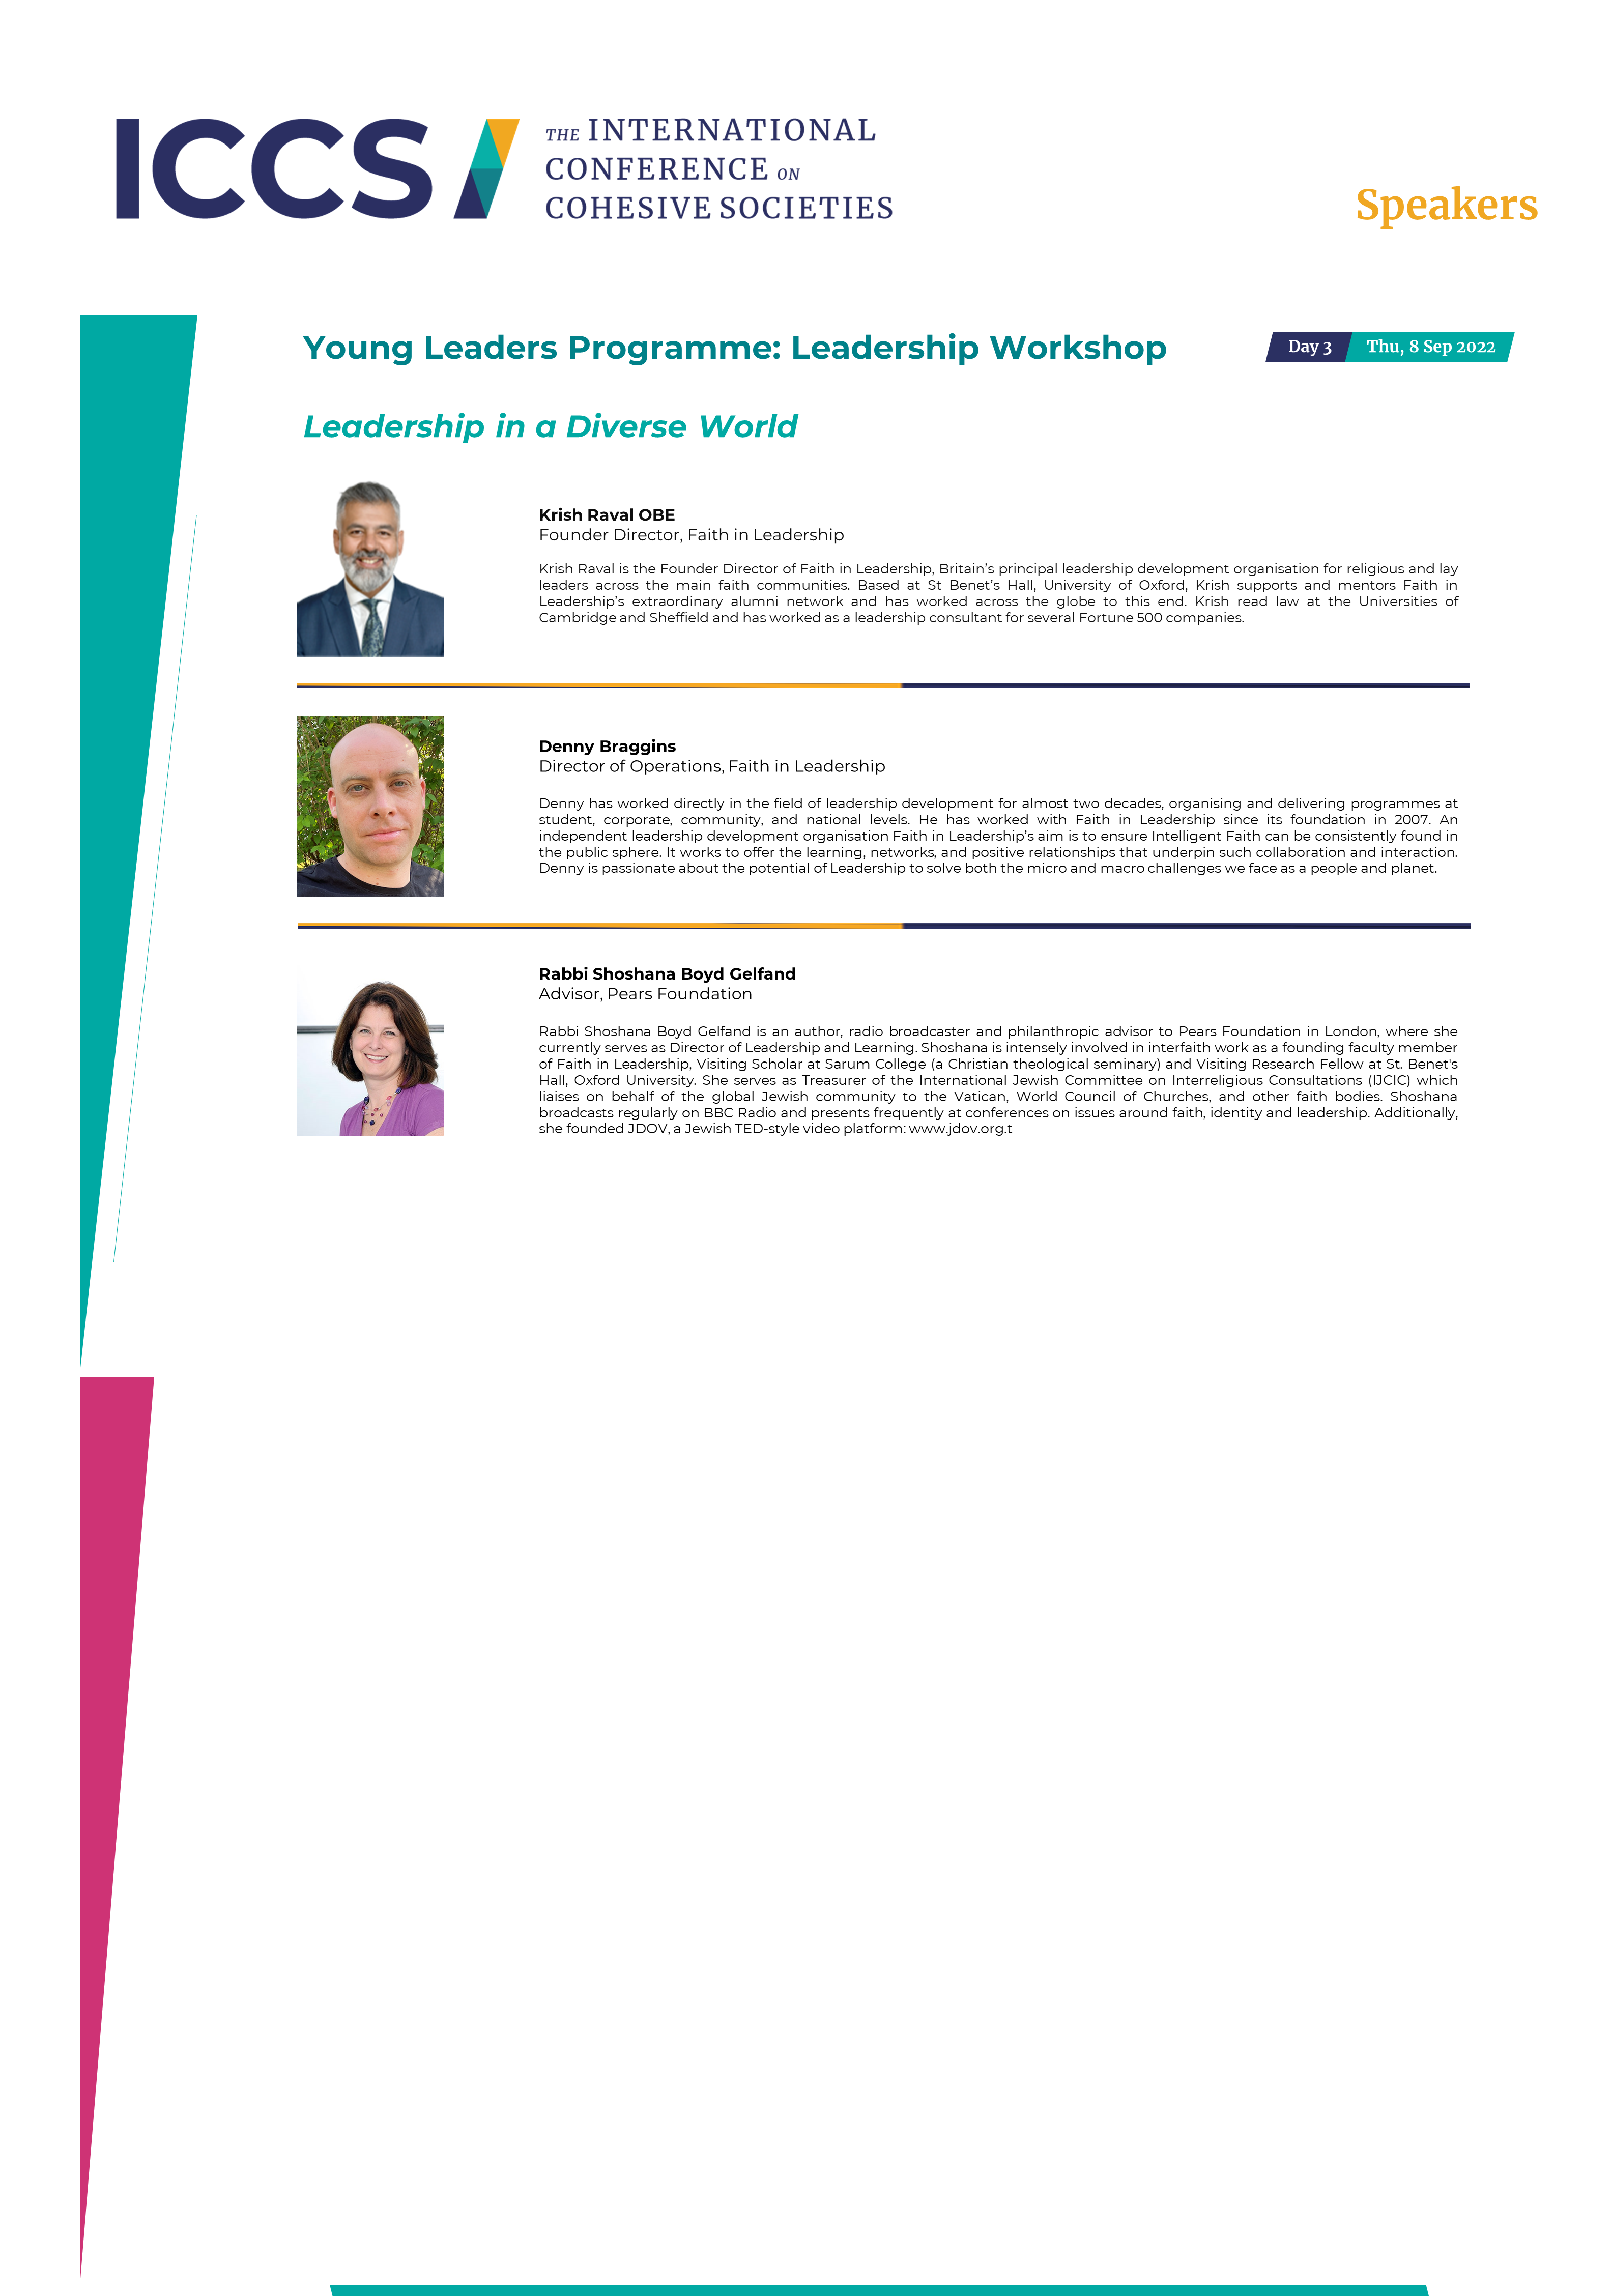 ICCS
THE INTERNATIONAL
CONFERENCE ON
COHESIVE SOCIETIES
Speakers
Young Leaders Programme: Leadership Workshop
Day 3 Thu, 8 Sep 2022
Leadership in a Diverse World
Krish Raval OBE
Founder Director, Faith in Leadership
Krish Raval is the Founder Director of Faith in Leadership, Britain’s principal leadership development organisation for religious and lay
leaders across the main faith communities. Based at St Benet’s Hall, University of Oxford, Krish supports and mentors Faith in
Leadership’s extraordinary alumni network and has worked across the globe to this end. Krish read law at the Universities of
Cambridge and Sheffield and has worked as a leadership consultant for several Fortune 500 companies.
Denny Braggins
Director of Operations, Faith in Leadership
Denny has worked directly in the field of leadership development for almost two decades, organising and delivering programmes at
student, corporate, community, and national levels. He has worked with Faith in Leadership since its foundation in 2007. An
independent leadership development organisation Faith in Leadership’s aim is to ensure Intelligent Faith can be consistently found in
the public sphere. It works to offer the learning, networks, and positive relationships that underpin such collaboration and interaction.
Denny is passionate about the potential of Leadership to solve both the micro and macro challenges we face as a people and planet.
Rabbi Shoshana Boyd Gelfand
Advisor, Pears Foundation
Rabbi Shoshana Boyd Gelfand is an author, radio broadcaster and philanthropic advisor to Pears Foundation in London, where she
currently serves as Director of Leadership and Learning. Shoshana is intensely involved in interfaith work as a founding faculty member
of Faith in Leadership, Visiting Scholar at Sarum College (a Christian theological seminary) and Visiting Research Fellow at St. Benet's
Hall, Oxford University. She serves as Treasurer of the International Jewish Committee on Interreligious Consultations (IJCIC) which
liaises on behalf of the global Jewish community to the Vatican, World Council of Churches, and other faith bodies. Shoshana
broadcasts regularly on BBC Radio and presents frequently at conferences on issues around faith, identity and leadership. Additionally,
she founded JDOV, a Jewish TED-style video platform: www.jdov.org.t